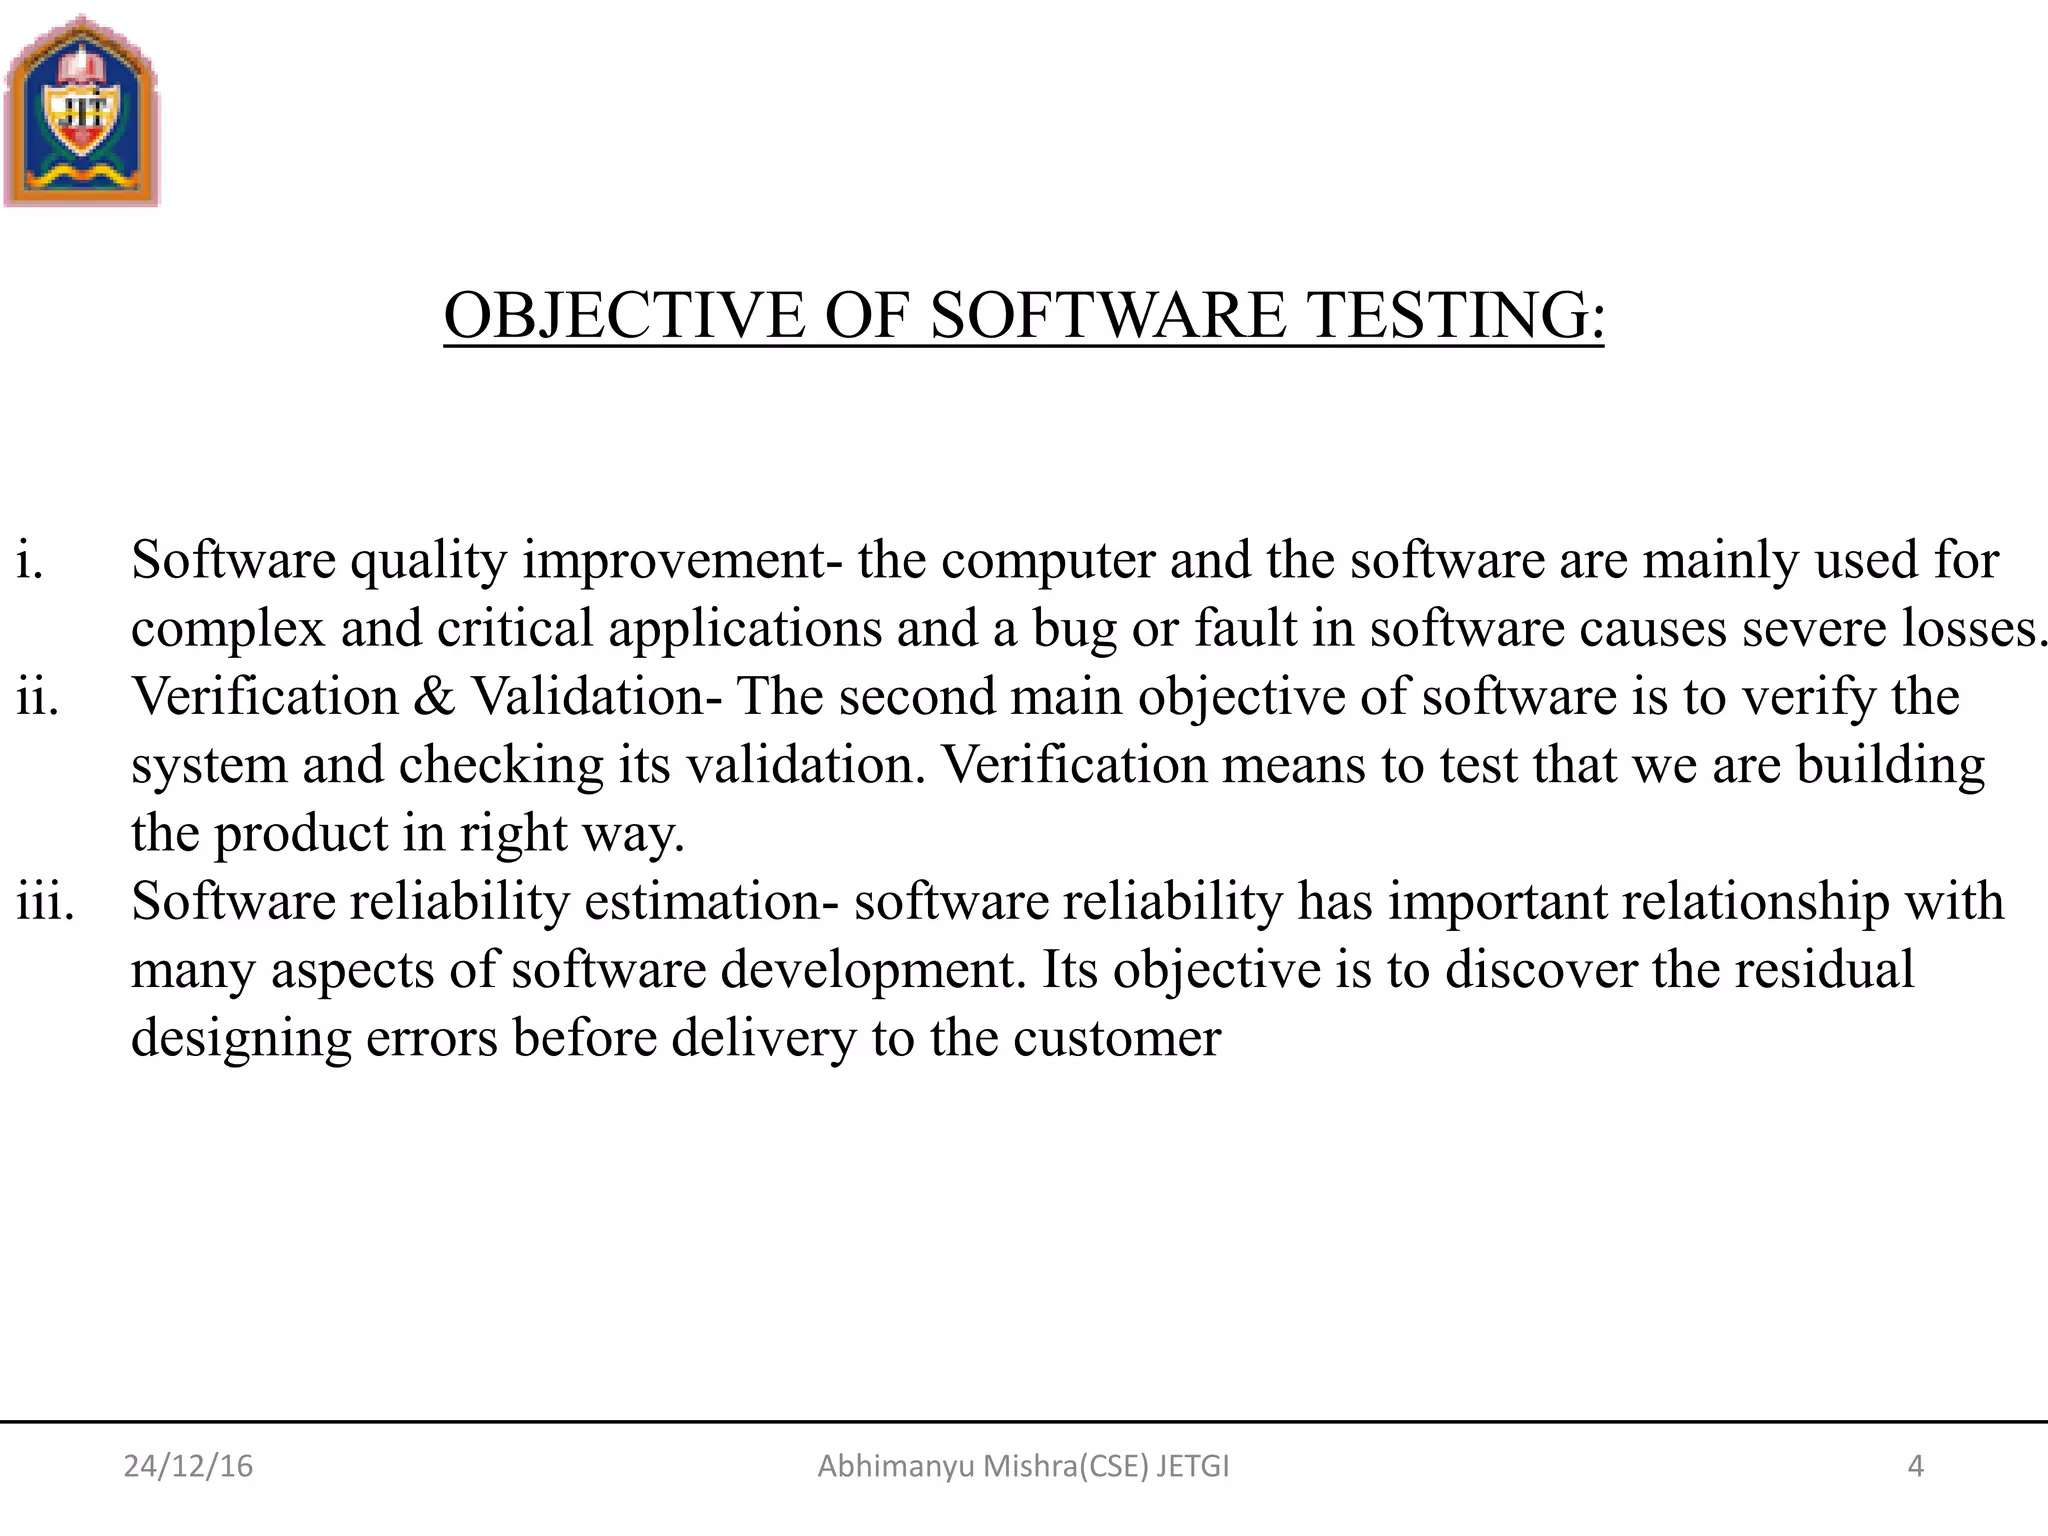 JIT
OBJECTIVE OF SOFTWARE TESTING:
i. Software quality improvement- the computer and the software are mainly used for
complex and critical applications and a bug or fault in software causes severe losses.
ii. Verification & Validation- The second main objective of software is to verify the
system and checking its validation. Verification means to test that we are building
the product in right way.
iii. Software reliability estimation- software reliability has important relationship with
many aspects of software development. Its objective is to discover the residual
designing errors before delivery to the customer
24/12/16 Abhimanyu Mishra(CSE) JETGI 4